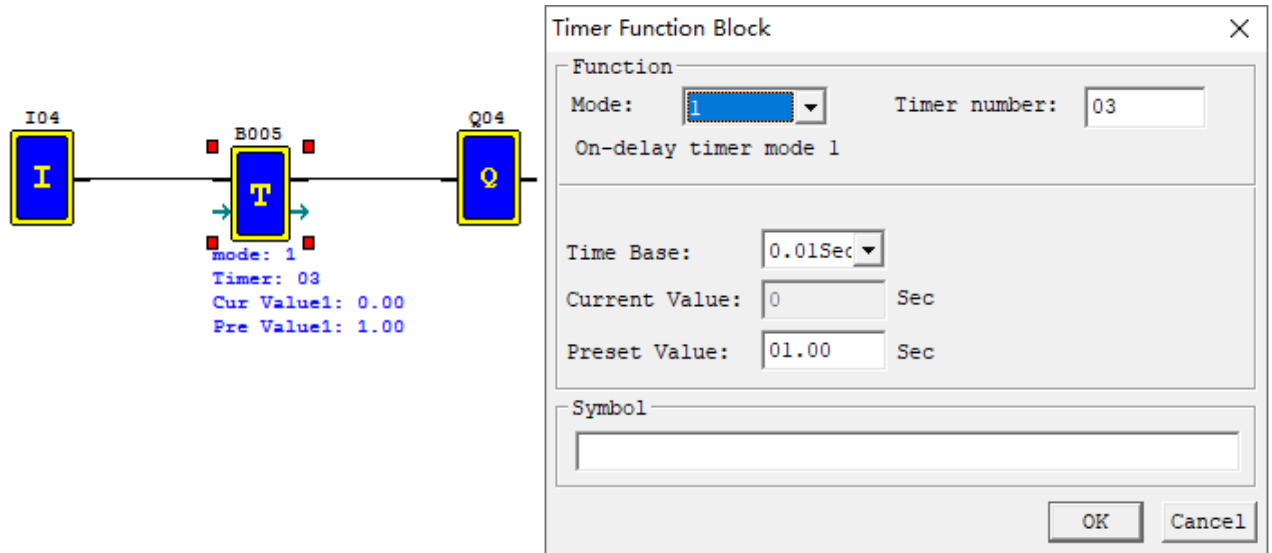 I04
I
B005
T
Q04
Q
mode: 1
Timer: 03
Cur Value1: 0.00
Pre Value1: 1.00
Timer Function Block
Function
Mode: 1 Timer number: 03
On-delay timer mode 1
Time Base: 0.01Sec
Current Value: 0 Sec
Preset Value: 01.00 Sec
Symbol
OK Cancel